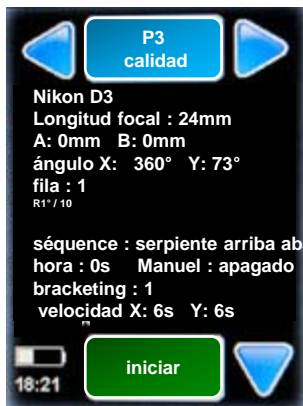 P3
calidad
Nikon D3
Longitud focal : 24mm
A: 0mm B: 0mm
ángulo X: 360° Y: 73°
fila : 1
R1° / 10
séquence : serpiente arriba ab
hora : 0s Manuel : apagado
bracketing : 1
velocidad X: 6s Y: 6s
iniciar
18:21